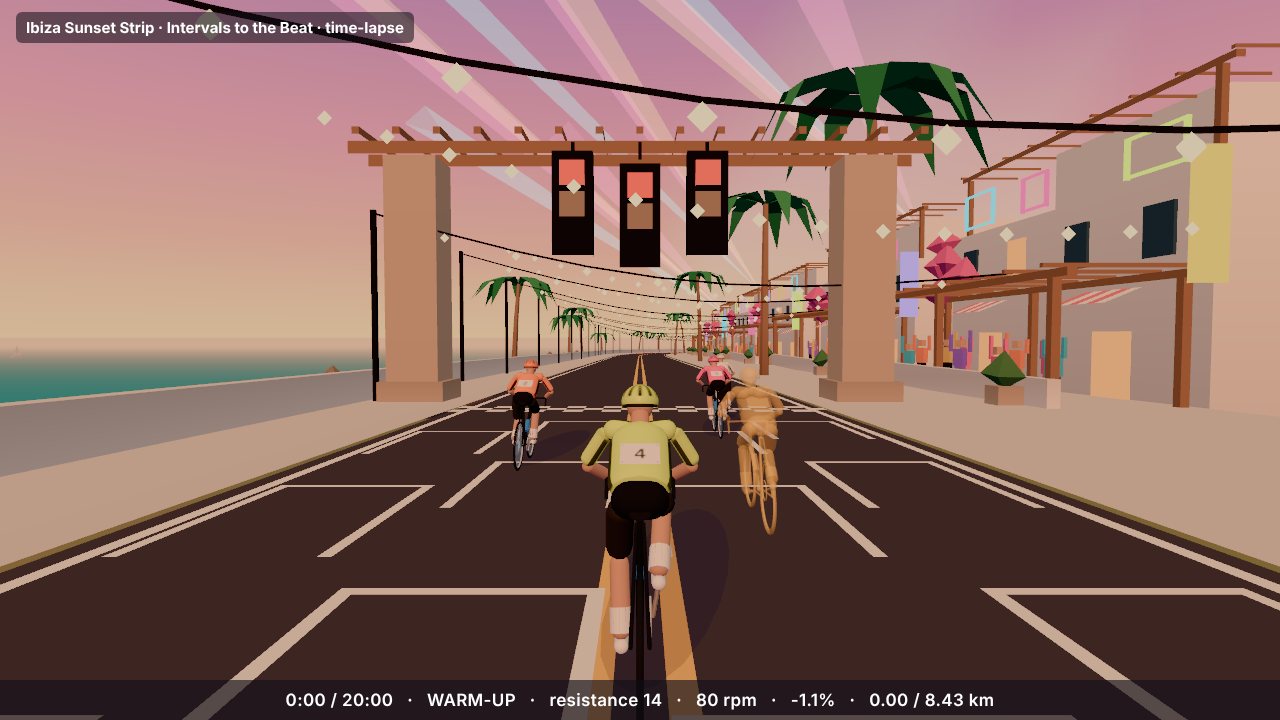 Ibiza Sunset Strip · Intervals to the Beat · time-lapse
4
0:00 / 20:00 · WARM-UP · resistance 14 · 80 rpm · -1.1% · 0.00 / 8.43 km